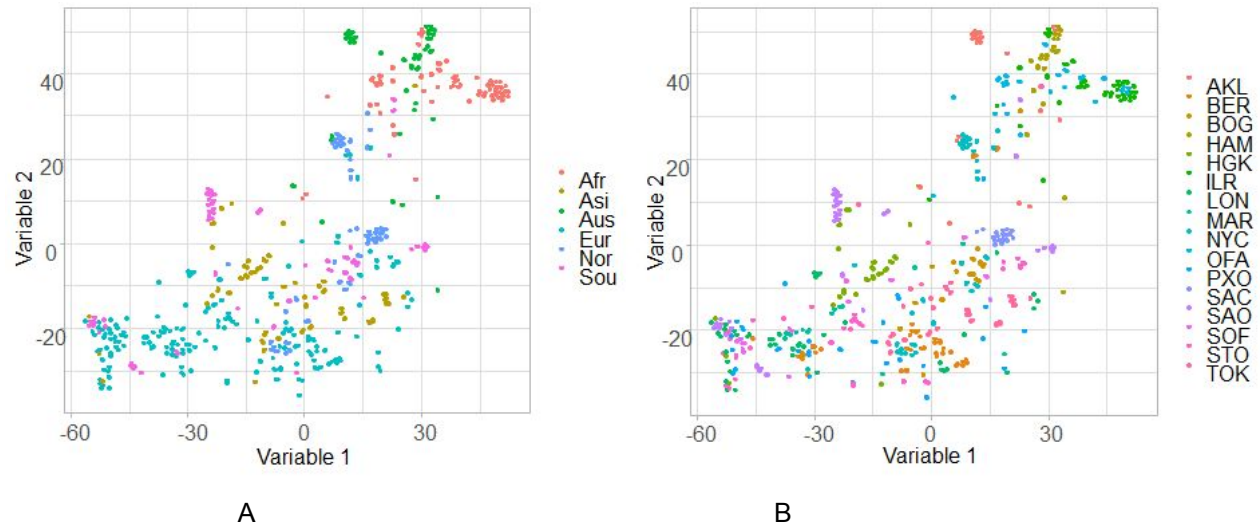 40
20
0
-20
-60
-30
0
30
Variable 1
Variable 2
Afr
Asi
Aus
Eur
Nor
Sou
A
40
20
0
-20
-60
-30
0
30
Variable 1
Variable 2
AKL
BER
BOG
HAM
HGK
ILR
LON
MAR
NYC
OFA
PXO
SAC
SAO
SOF
STO
TOK
B